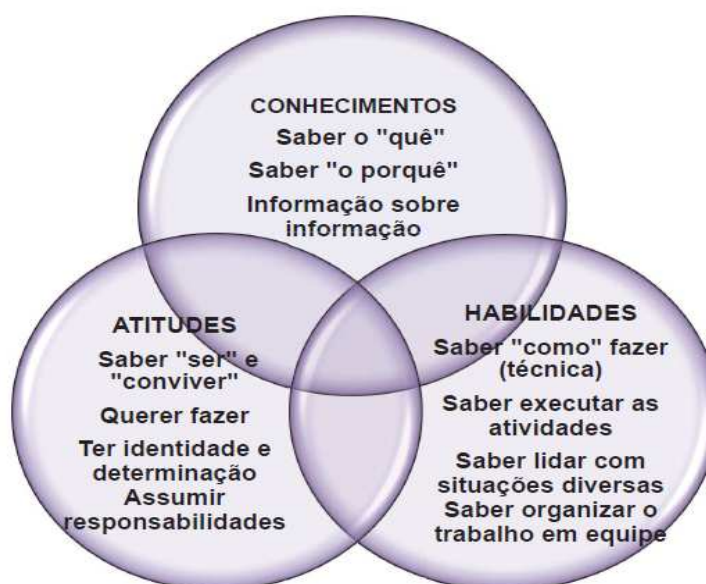 CONHECIMENTOS
Saber o "quê"
Saber "o porquê"
Informação sobre
informação
ATITUDES
Saber "ser" e
"conviver"
Querer fazer
Ter identidade e
determinação
Assumir
responsabilidades
HABILIDADES
Saber "como" fazer
(técnica)
Saber executar as
atividades
Saber lidar com
situações diversas
Saber organizar o
trabalho em equipe